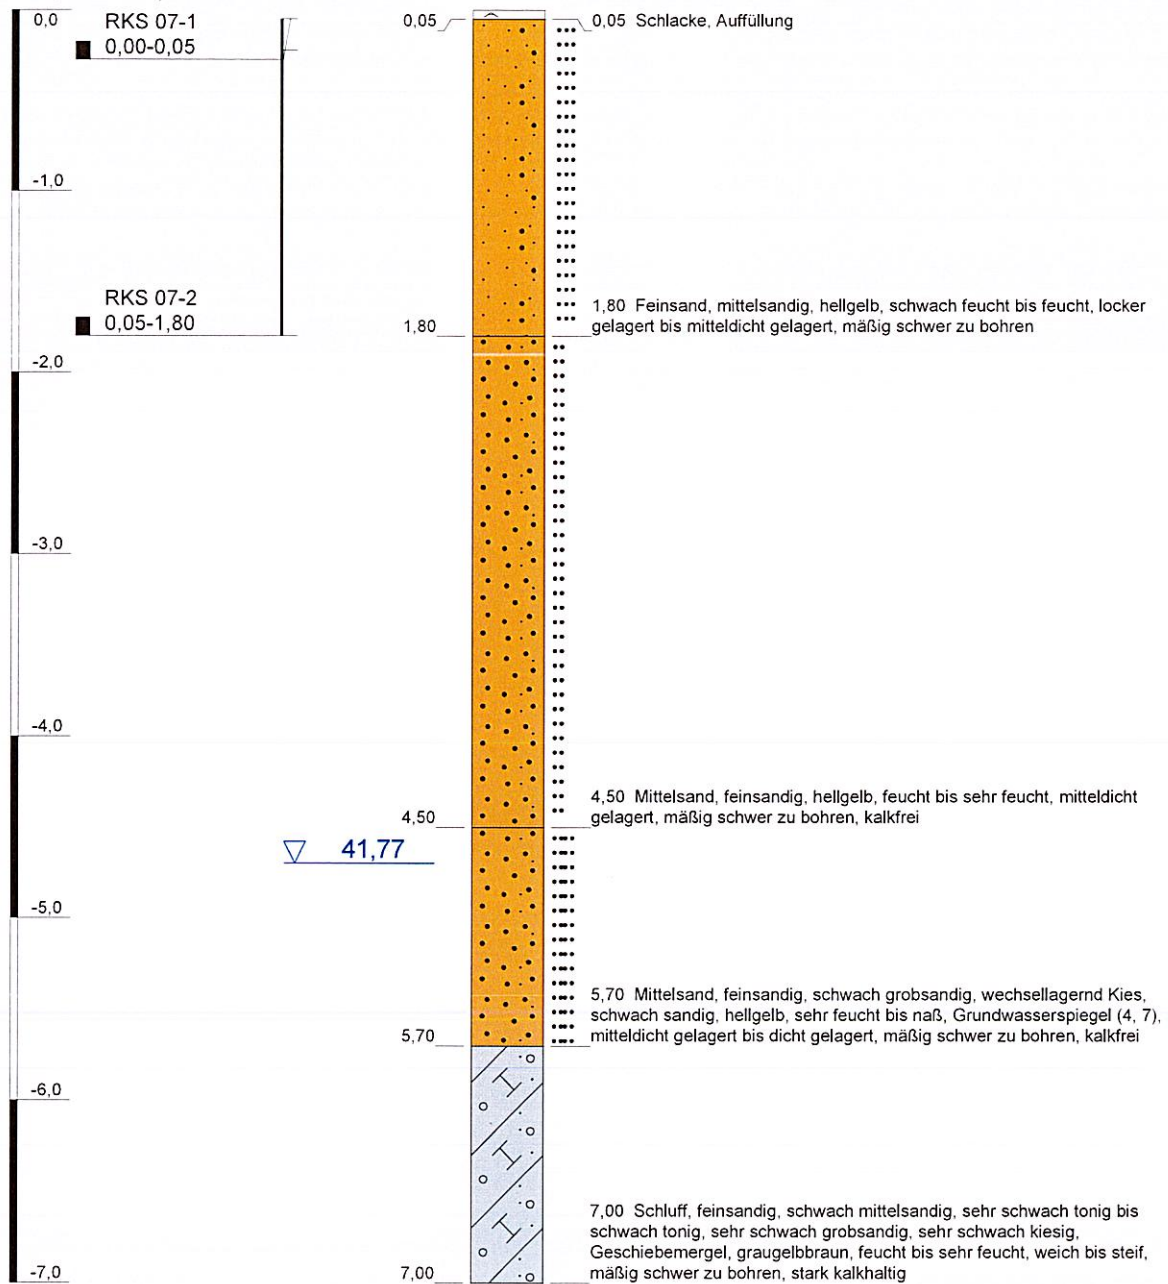 0,0
RKS 07-1
0,00-0,05
0,05
0,05 Schlacke, Auffüllung
-1,0
RKS 07-2
0,05-1,80
1,80
1,80 Feinsand, mittelsandig, hellgelb, schwach feucht bis feucht, locker
gelagert bis mitteldicht gelagert, mäßig schwer zu bohren
-2,0
-3,0
-4,0
4,50
4,50 Mittelsand, feinsandig, hellgelb, feucht bis sehr feucht, mitteldicht
gelagert, mäßig schwer zu bohren, kalkfrei
41,77
-5,0
5,70
5,70 Mittelsand, feinsandig, schwach grobsandig, wechsellagernd Kies,
schwach sandig, hellgelb, sehr feucht bis naß, Grundwasserspiegel (4, 7),
mitteldicht gelagert bis dicht gelagert, mäßig schwer zu bohren, kalkfrei
-6,0
-7,0
7,00
7,00 Schluff, feinsandig, schwach mittelsandig, sehr schwach tonig bis
schwach tonig, sehr schwach grobsandig, sehr schwach kiesig,
Geschiebemergel, graugelbbraun, feucht bis sehr feucht, weich bis steif,
mäßig schwer zu bohren, stark kalkhaltig